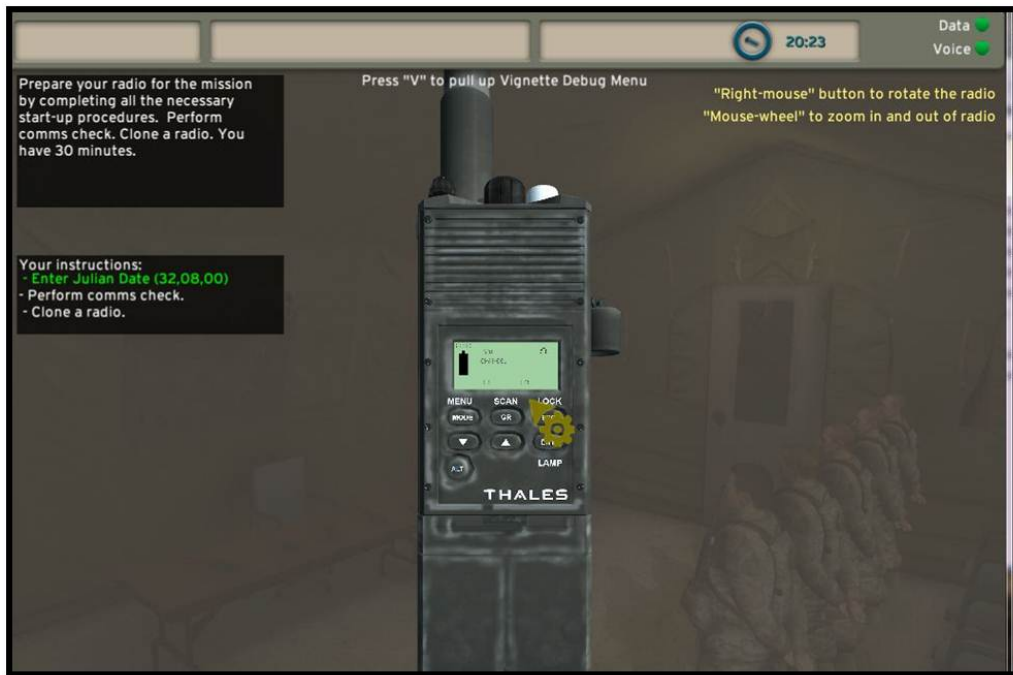 Data
20:23
Voice
Prepare your radio for the mission
by completing all the necessary
start-up procedures. Perform
comms check. Clone a radio. You
have 30 minutes.
Press "V" to pull up Vignette Debug Menu
"Right-mouse" button to rotate the radio
"Mouse-wheel" to zoom in and out of radio
Your instructions:
- Enter Julian Date (32,08,00)
- Perform comms check.
- Clone a radio.
MENU SCAN LOCK
MODE GR
ALT LAMP
THALES